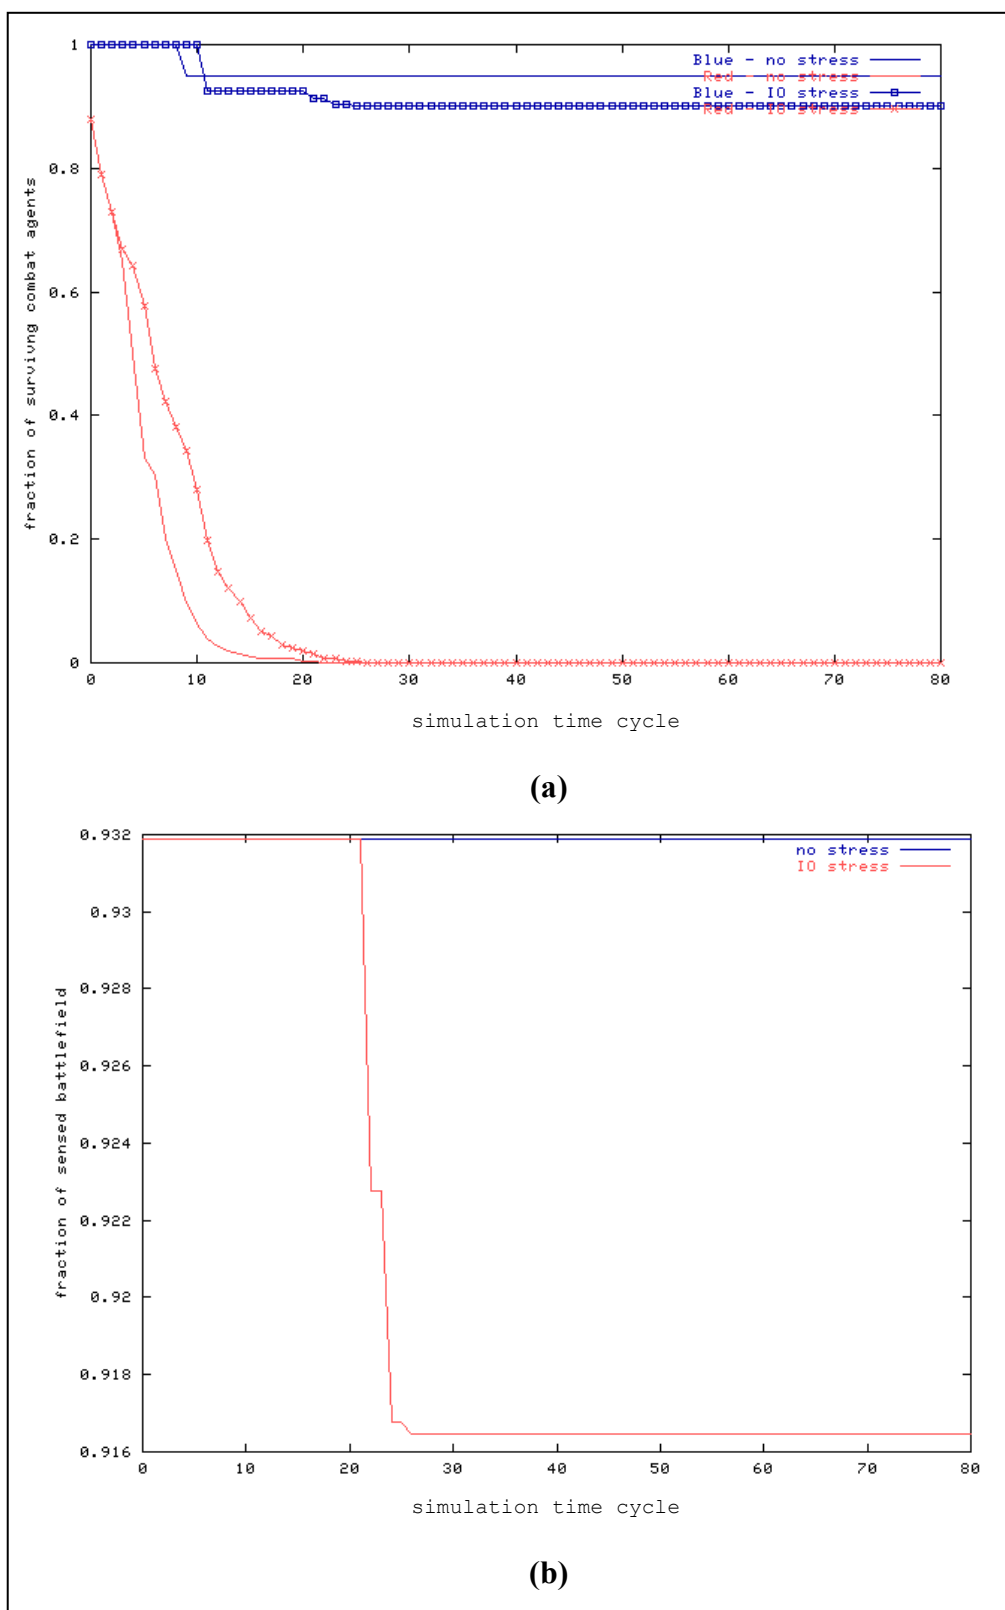 1
0.8
0.6
0.4
0.2
0
fraction of survivng combat agents
Blue - no stress
Red - no stress
Blue - IO stress
Red - IO stress
0 10 20 30 40 50 60 70 80
simulation time cycle
(a)
0.932
0.93
0.928
0.926
0.924
0.922
0.92
0.918
0.916
fraction of sensed battlefield
no stress
IO stress
0 10 20 30 40 50 60 70 80
simulation time cycle
(b)